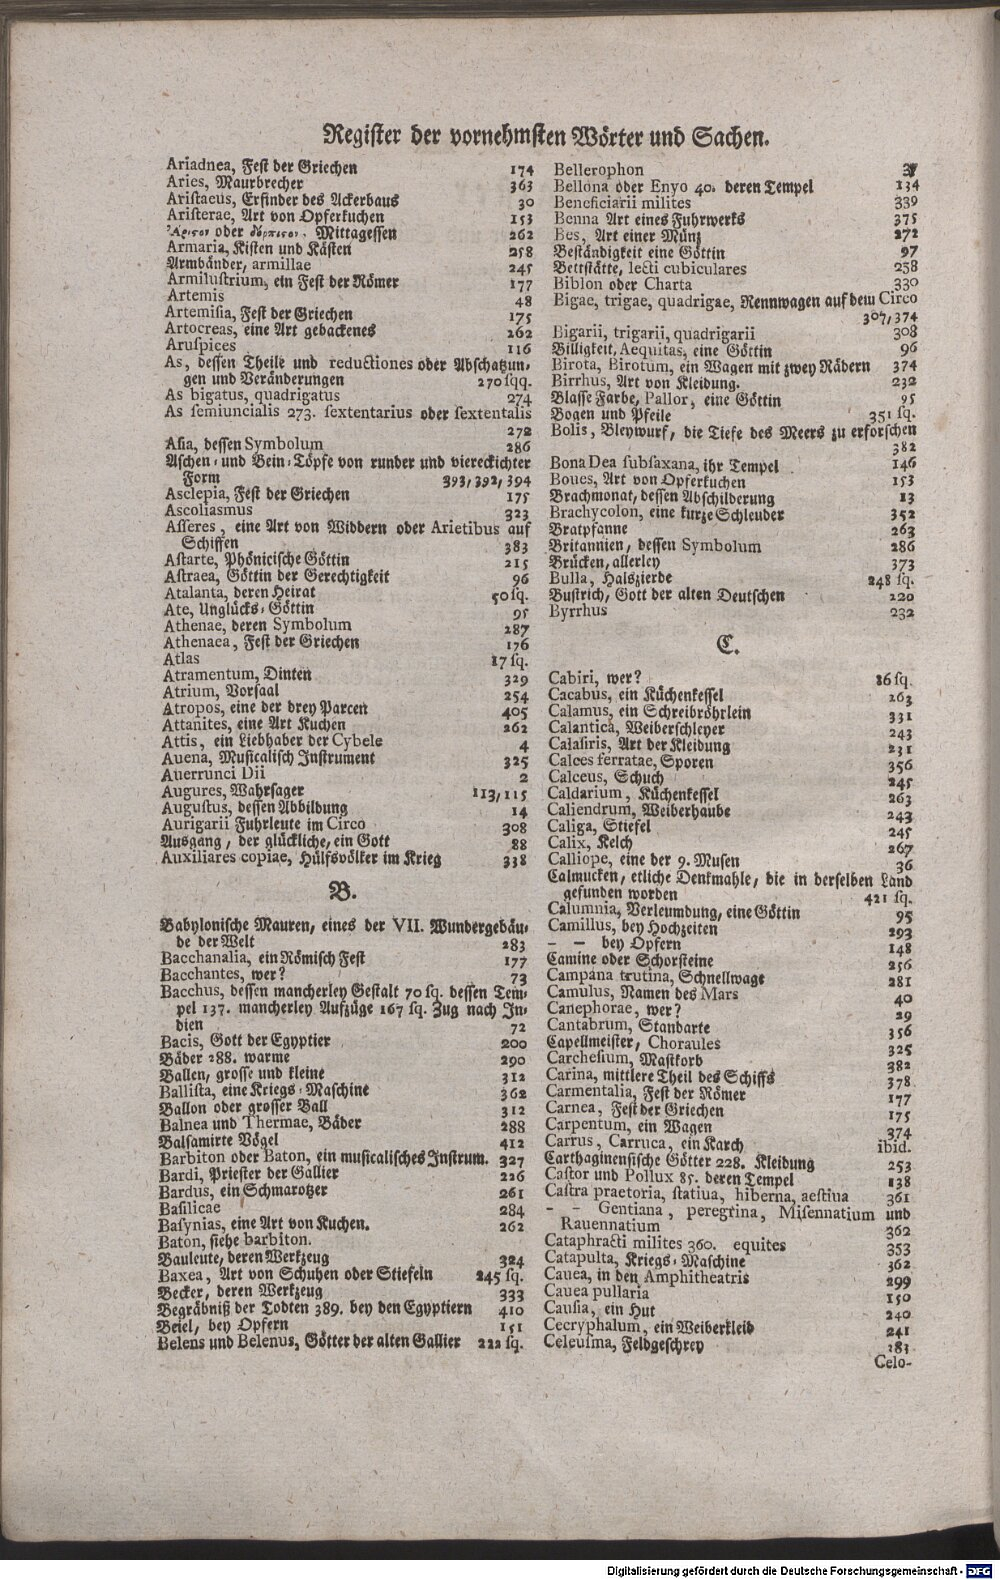 Register der vornehmsten Wörter und Sachen.
Ariadnea, Fest der Griechen 174
Aries, Maurbrecher 363
Aristaeus, Erfinder des Ackerbaus 30
Aristerae, Art von Opferkuchen 153
oder Mittagessen 262
Armaria, Kisten und Kästen 258
Armbänder, armillae 245
Armilustrium, ein Fest der Römer 177
Artemis 48
Artemisia, Fest der Griechen 175
Artocreas, eine Art gebackenes 262
Aruspices 116
As, dessen Theile und reductiones oder Abschatzun-
gen und Veränderungen 270 sqq.
As bigatus, quadrigatus 274
As semiuncialis 273. sextentarius oder sextentalis
272
Asia, dessen Symbolum 286
Aschen- und Bein-Töpfe von runder und viereckichter
Form 393, 392, 394
Asclepia, Fest der Griechen 175
Ascoliasmus 323
Asseres, eine Art von Widdern oder Arietibus auf
Schiffen 383
Astarte, Phönicische Göttin 215
Astraea, Göttin der Gerechtigkeit 96
Atalanta, deren Heirat 50 sq.
Ate, Unglücks-Göttin 95
Athenae, deren Symbolum 287
Athenaea, Fest der Griechen 176
Atlas 17 sq.
Atramentum, Dinten 329
Atrium, Vorsaal 254
Atropos, eine der drey Parcen 405
Attanites, eine Art Kuchen 262
Attis, ein Liebhaber der Cybele 4
Auena, Musicalisch Instrument 325
Auerrunci Dii 2
Augures, Wahrsager 113, 115
Augustus, dessen Abbildung 14
Aurigarii Fuhrleute im Circo 308
Ausgang, der glückliche, ein Gott 88
Auxiliares copiae, Hülfsvölker im Krieg 338
B.
Babylonische Mauren, eines der VII. Wundergebäu-
de der Welt 283
Bacchanalia, ein Römisch Fest 177
Bacchantes, wer? 73
Bacchus, dessen mancherley Gestalt 70 sq. dessen Tem-
pel 137. mancherley Aufzüge 167 sq. Zug nach In-
dien 72
Bacis, Gott der Egyptier 200
Bäder 288. warme 290
Ballen, grosse und kleine 312
Ballista, eine Kriegs-Maschine 362
Ballon oder grosser Ball 312
Balnea und Thermae, Bäder 288
Balsamirte Vögel 412
Barbiton oder Baton, ein musicalisches Instrum. 327
Bardi, Priester der Gallier 226
Bardus, ein Schmarotzer 261
Basilicae 284
Basynias, eine Art von Kuchen. 262
Baton, siehe barbiton.
Bauleute, deren Werkzeug 324
Baxea, Art von Schuhen oder Stiefeln 245 sq.
Becker, deren Werkzeug 333
Begräbniß der Todten 389. bey den Egyptiern 410
Beiel, bey Opfern 151
Belens und Belenus, Götter der alten Gallier 222 sq.
Bellerophon 37
Bellona oder Enyo 40. deren Tempel 134
Beneficiarii milites 339
Benna Art eines Fuhrwerks 375
Bes, Art einer Münz 272
Beständigkeit eine Göttin 97
Bettstätte, lecti cubiculares 258
Biblon oder Charta 330
Bigae, trigae, quadrigae, Rennwagen auf dem Circo
307, 374
Bigarii, trigarii, quadrigarii 308
Billigkeit, Aequitas, eine Göttin 96
Birota, Birotum, ein Wagen mit zwey Rädern 374
Birrhus, Art von Kleidung. 232
Blasse Farbe, Pallor, eine Göttin 95
Bogen und Pfeile 351 sq.
Bolis, Bleywurf, die Tiefe des Meers zu erforschen
382
Bona Dea subsaxana, ihr Tempel 146
Boues, Art von Opferkuchen 153
Brachmonat, dessen Abschilderung 13
Brachycolon, eine kurze Schleuder 352
Bratpfanne 263
Britannien, dessen Symbolum 286
Brücken, allerley 373
Bulla, Halszierde 248 sq.
Bustrich, Gott der alten Deutschen 220
Byrrhus 232
C.
Cabiri, wer? 86 sq.
Cacabus, ein Küchenkessel 263
Calamus, ein Schreibröhrlein 331
Calantica, Weiberschleyer 243
Calasiris, Art der Kleidung 231
Calces ferratae, Sporen 356
Calceus, Schuch 245
Caldarium, Küchenkessel 263
Caliendrum, Weiberhaube 243
Caliga, Stiefel 245
Calix, Kelch 267
Calliope, eine der 9. Musen 36
Calmucken, etliche Denkmahle, die in derselben Land
gefunden worden 421 sq.
Calumnia, Verleumdung, eine Göttin 95
Camillus, bey Hochzeiten 293
– – bey Opfern 148
Camine oder Schorsteine 256
Campana trutina, Schnellwage 281
Camulus, Namen des Mars 40
Canephorae, wer? 29
Cantabrum, Standarte 356
Capellmeister, Choraules 325
Carchesium, Mastkorb 382
Carina, mittlere Theil des Schiffs 378
Carmentalia, Fest der Römer 177
Carnea, Fest der Griechen 175
Carpentum, ein Wagen 374
Carrus, Carruca, ein Karch ibid.
Carthaginensische Götter 228. Kleidung 253
Castor und Pollux 85. deren Tempel 138
Castra praetoria, statiua, hiberna, aestiua 361
– – Gentiana, peregrina, Misennatium und
Rauennatium 362
Cataphracti milites 360. equites 353
Catapulta, Kriegs-Maschine 362
Cauea, in den Amphitheatris 299
Cauea pullaria 150
Causia, ein Hut 240
Cecryphalum, ein Weiberkleid 241
Celeusma, Feldgeschrey 283
Celo-
Digitalisierung gefördert durch die Deutsche Forschungsgemeinschaft - DFG